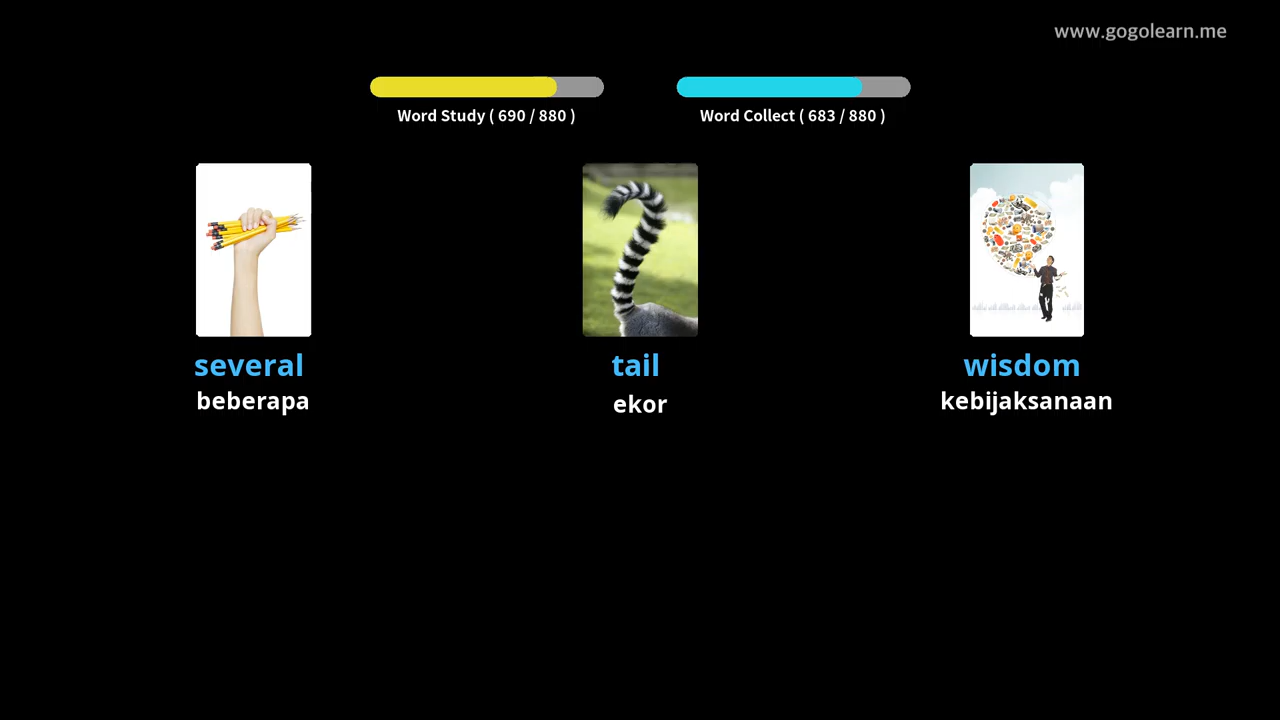 www.gogolearn.me
Word Study ( 690 / 880 )
Word Collect ( 683 / 880 )
several
beberapa
tail
ekor
wisdom
kebijaksanaan